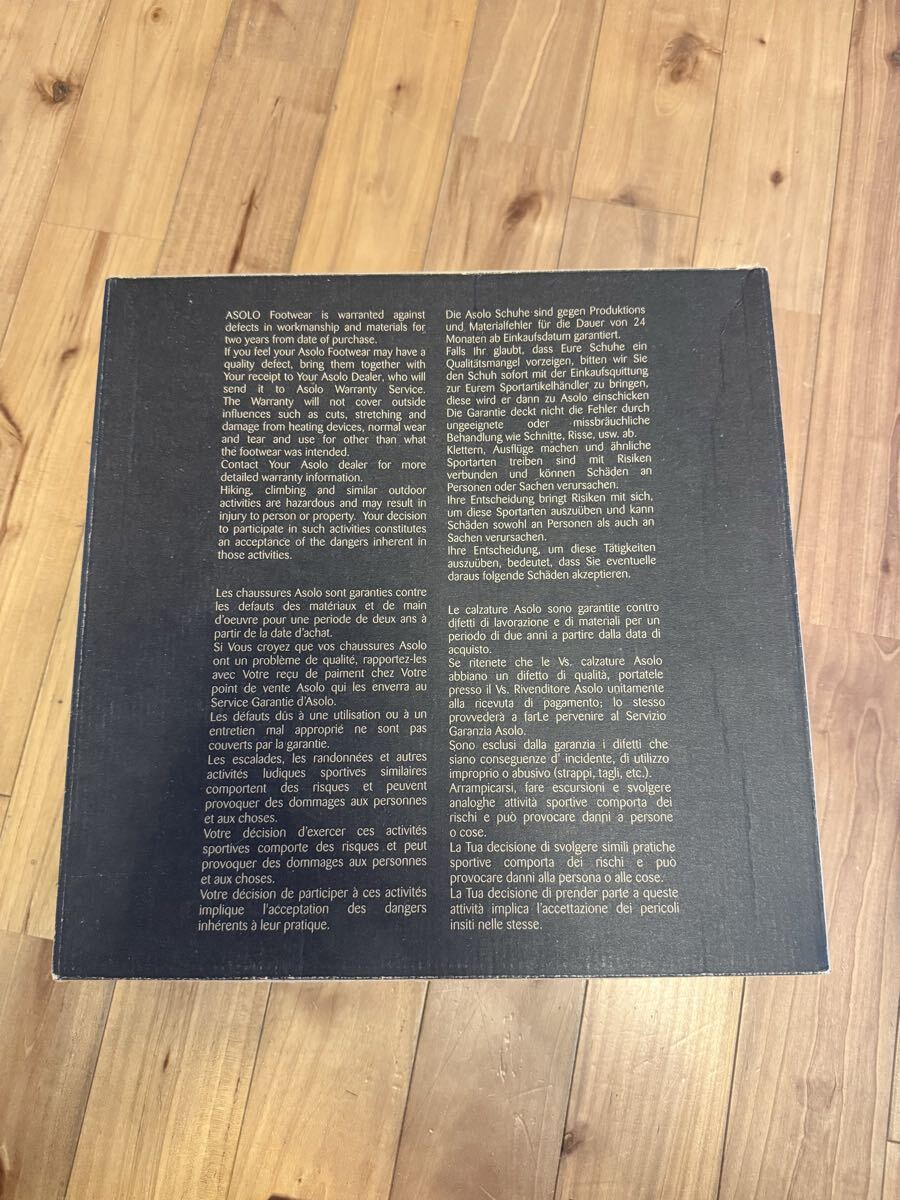 ASOLO Footwear is warranted against
defects in workmanship and materials for
two years from date of purchase.
If you feel your Asolo Footwear may have a
quality defect, bring them together with
Your receipt to Your Asolo Dealer, who will
send it to Asolo Warranty Service.
The Warranty will not cover outside
influences such as cuts, stretching and
damage from heating devices, normal wear
and tear and use for other than what
the footwear was intended.
Contact Your Asolo dealer for more
detailed warranty information.
Hiking, climbing and similar outdoor
activities are hazardous and may result in
injury to person or property. Your decision
to participate in such activities constitutes
an acceptance of the dangers inherent in
those activities.
Les chaussures Asolo sont garanties contre
les defauts des matériaux et de main
d'oeuvre pour une periode de deux ans à
partir de la date d'achat.
Si Vous croyez que vos chaussures Asolo
ont un problème de qualité, rapportez-les
avec Votre reçu de paiment chez Votre
point de vente Asolo qui les enverra au
Service Garantie d'Asolo.
Les défauts dûs à une utilisation ou à un
entretien mal approprié ne sont pas
couverts par la garantie.
Les escalades, les randonnées et autres
activités ludiques sportives similaires
comportent des risques et peuvent
provoquer des dommages aux personnes
et aux choses.
Votre décision d'exercer ces activités
sportives comporte des risques et peut
provoquer des dommages aux personnes
et aux choses.
Votre décision de participer à ces activités
implique l'acceptation des dangers
inhérents à leur pratique.
Die Asolo Schuhe sind gegen Produktions
und Materialfehler für die Dauer von 24
Monaten ab Einkaufsdatum garantiert.
Falls Ihr glaubt, dass Eure Schuhe ein
Qualitätsmangel vorzeigen, bitten wir Sie
den Schuh sofort mit der Einkaufsquittung
zur Eurem Sportartikelhändler zu bringen,
diese wird er dann zu Asolo einschicken
Die Garantie deckt nicht die Fehler durch
ungeeignete oder missbräuchliche
Behandlung wie Schnitte, Risse, usw. ab.
Klettern, Ausflüge machen und ähnliche
Sportarten treiben sind mit Risiken
verbunden und können Schäden an
Personen oder Sachen verursachen.
Ihre Entscheidung bringt Risiken mit sich,
um diese Sportarten auszuüben und kann
Schäden sowohl an Personen als auch an
Sachen verursachen.
Ihre Entscheidung, um diese Tätigkeiten
auszuüben, bedeutet, dass Sie eventuelle
daraus folgende Schäden akzeptieren.
Le calzature Asolo sono garantite contro
difetti di lavorazione e di materiali per un
periodo di due anni a partire dalla data di
acquisto.
Se ritenete che le Vs. calzature Asolo
abbiano un difetto di qualità, portatele
presso il Vs. Rivenditore Asolo unitamente
alla ricevuta di pagamento; lo stesso
provvederà a farLe pervenire al Servizio
Garanzia Asolo.
Sono esclusi dalla garanzia i difetti che
siano conseguenze d' incidente, di utilizzo
improprio o abusivo (strappi, tagli, etc.).
Arrampicarsi, fare escursioni e svolgere
analoghe attività sportive comporta dei
rischi e può provocare danni a persone
o cose.
La Tua decisione di svolgere simili pratiche
sportive comporta dei rischi e può
provocare danni alla persona o alle cose.
La Tua decisione di prender parte a queste
attività implica l'accettazione dei pericoli
insiti nelle stesse.